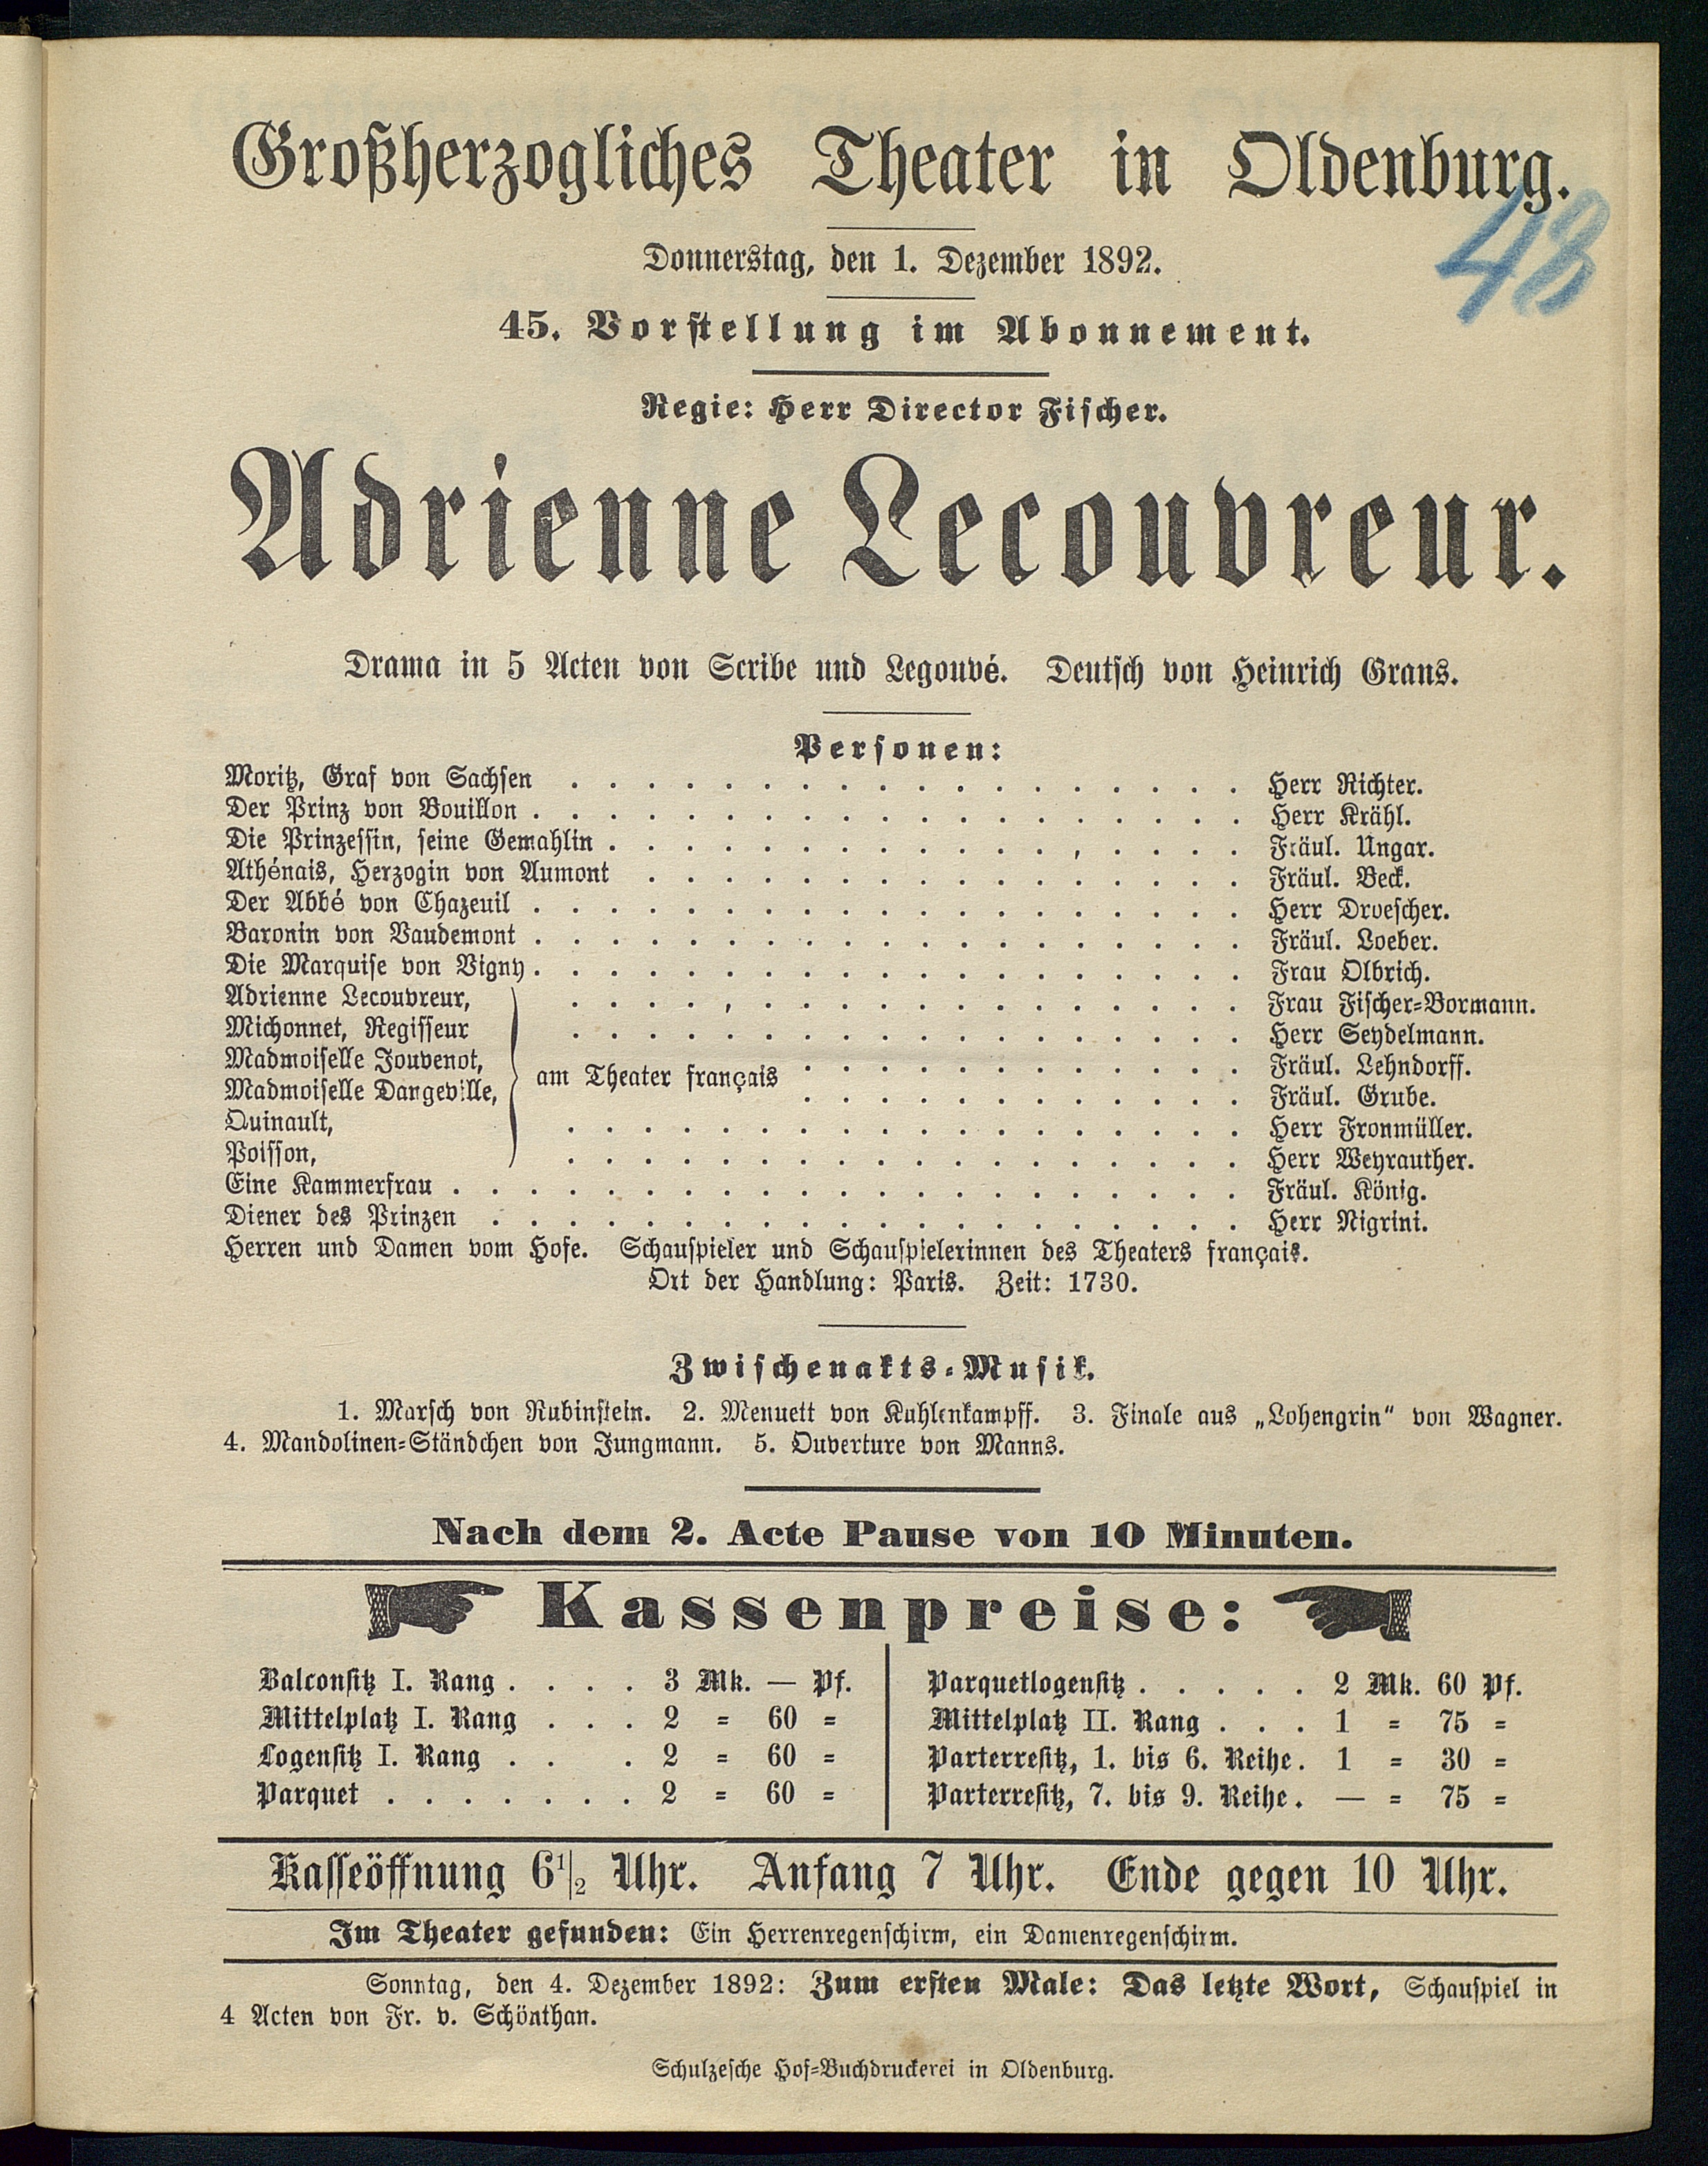 Großherzogliches Theater in Oldenburg.
48
Donnerstag, den 1. Dezember 1892.
45. Vorstellung im Abonnement.
Regie: Herr Director Fischer.
Adrienne Lecouvreur.
Drama in 5 Acten von Scribe und Legouvé. Deutsch von Heinrich Grans.
Personen:
Moritz, Graf von Sachsen . . . . . . . . . . . . . . . . . . Herr Richter.
Der Prinz von Bouillon . . . . . . . . . . . . . . . . . . . Herr Krähl.
Die Prinzessin, seine Gemahlin . . . . . . . . . . . . . . . . . Fräul. Ungar.
Athénais, Herzogin von Aumont . . . . . . . . . . . . . . . . Fräul. Beck.
Der Abbé von Chazeuil . . . . . . . . . . . . . . . . . . . Herr Droescher.
Baronin von Vaudemont . . . . . . . . . . . . . . . . . . . Fräul. Loeber.
Die Marquise von Vigny . . . . . . . . . . . . . . . . . . . Frau Olbrich.
Adrienne Lecouvreur, . . . . . . . . . . . . . . . . . . Frau Fischer-Bormann.
Michonnet, Regisseur . . . . . . . . . . . . . . . . . . Herr Seydelmann.
Madmoiselle Jouvenot, . . . . . . . . . . . . Fräul. Lehndorff.
am Theater français
Madmoiselle Dangeville, . . . . . . . . . . . . Fräul. Grube.
Quinault, . . . . . . . . . . . . . . . . . . Herr Fronmüller.
Poisson, . . . . . . . . . . . . . . . . . . Herr Weyrauther.
Eine Kammerfrau . . . . . . . . . . . . . . . . . . . . . Fräul. König.
Diener des Prinzen . . . . . . . . . . . . . . . . . . . . Herr Nigrini.
Herren und Damen vom Hofe. Schauspieler und Schauspielerinnen des Theaters français.
Ort der Handlung: Paris. Zeit: 1730.
Zwischenakts-Musik.
1. Marsch von Rubinstein. 2. Menuett von Kuhlenkampff. 3. Finale aus „Lohengrin" von Wagner.
4. Mandolinen-Ständchen von Jungmann. 5. Ouverture von Manns.
Nach dem 2. Acte Pause von 10 Minuten.
Kassenpreise:
Balconsitz I. Rang . . . . 3 Mk. — Pf.
Mittelplatz I. Rang . . . 2 = 60 =
Logensitz I. Rang . . . 2 = 60 =
Parquet . . . . . . . 2 = 60 =
Parquetlogensitz . . . . . 2 Mk. 60 Pf.
Mittelplatz II. Rang . . . 1 = 75 =
Parterresitz, 1. bis 6. Reihe . 1 = 30 =
Parterresitz, 7. bis 9. Reihe . — = 75 =
Kasseöffnung 6 1/2 Uhr. Anfang 7 Uhr. Ende gegen 10 Uhr.
Im Theater gefunden: Ein Herrenregenschirm, ein Damenregenschirm.
Sonntag, den 4. Dezember 1892: Zum ersten Male: Das letzte Wort, Schauspiel in
4 Acten von Fr. v. Schönthan.
Schulzesche Hof-Buchdruckerei in Oldenburg.